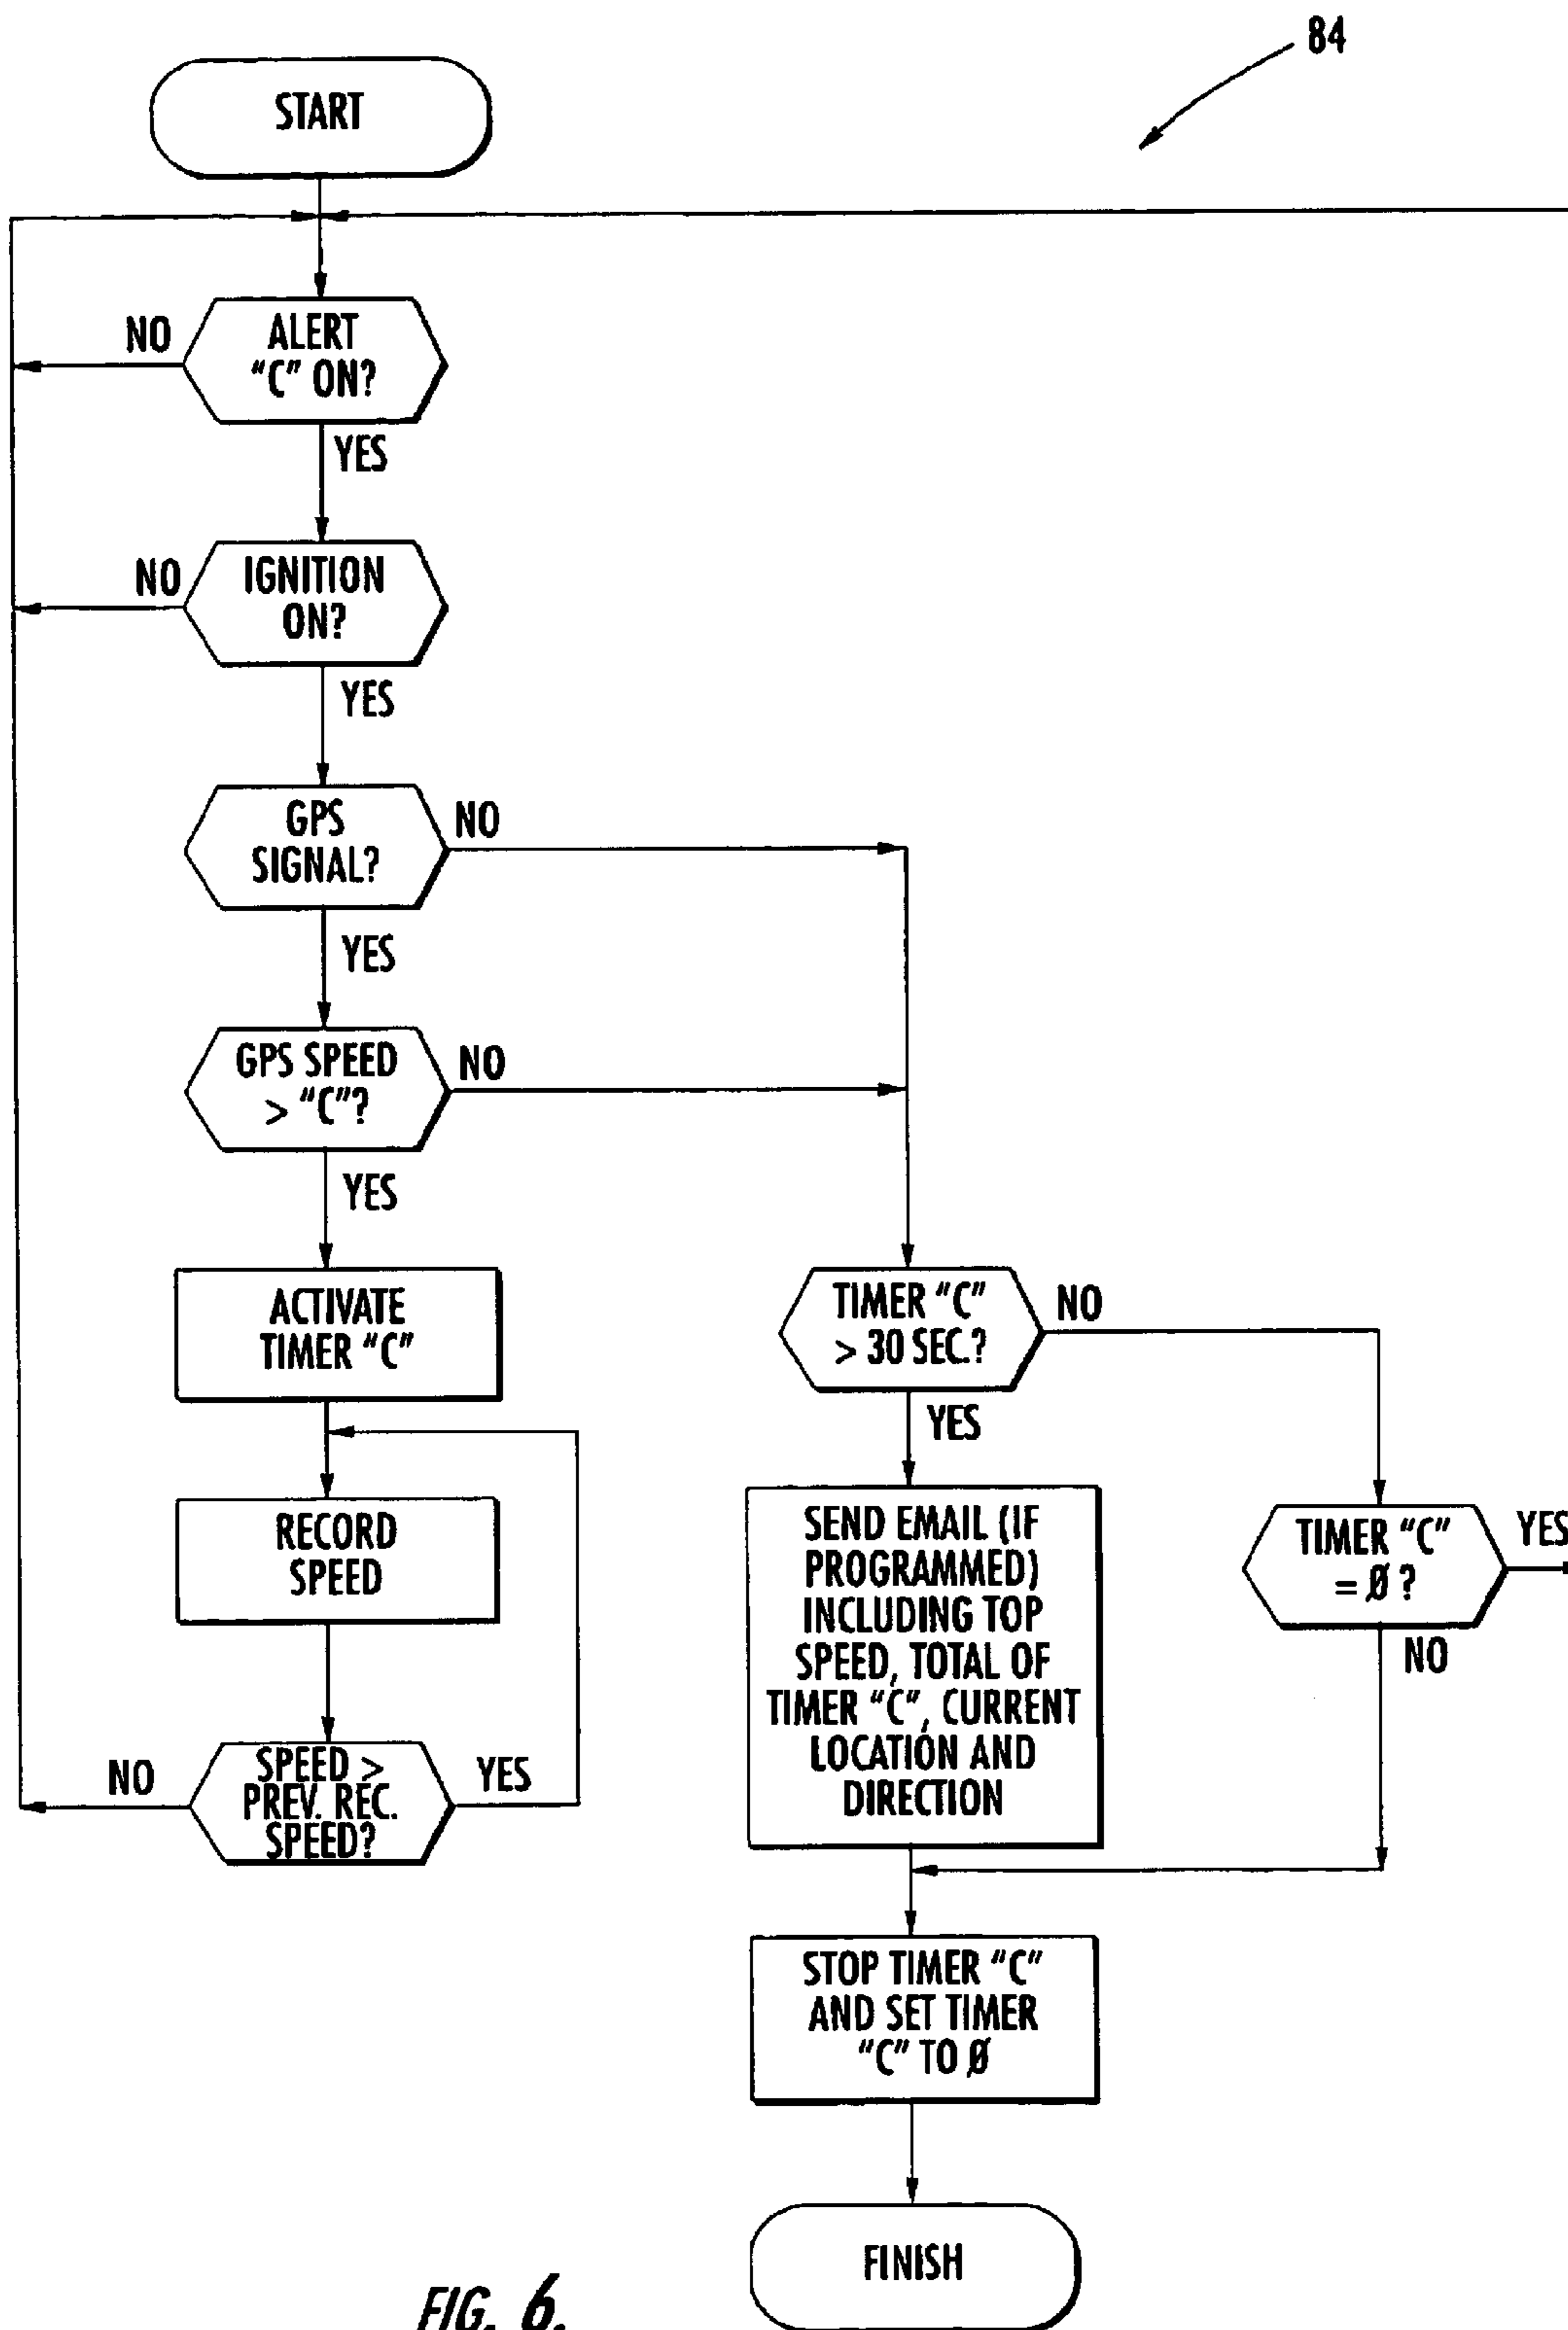 84
START
ALERT
"C" ON?
NO
YES
IGNITION
ON?
NO
YES
GPS
SIGNAL?
NO
YES
GPS SPEED
> "C"?
NO
YES
ACTIVATE
TIMER "C"
RECORD
SPEED
SPEED >
PREV. REC.
SPEED?
NO
YES
TIMER "C"
> 30 SEC.?
NO
YES
SEND EMAIL (IF
PROGRAMMED)
INCLUDING TOP
SPEED, TOTAL OF
TIMER "C", CURRENT
LOCATION AND
DIRECTION
TIMER "C"
= Ø ?
YES
NO
STOP TIMER "C"
AND SET TIMER
"C" TO Ø
FINISH
FIG. 6.